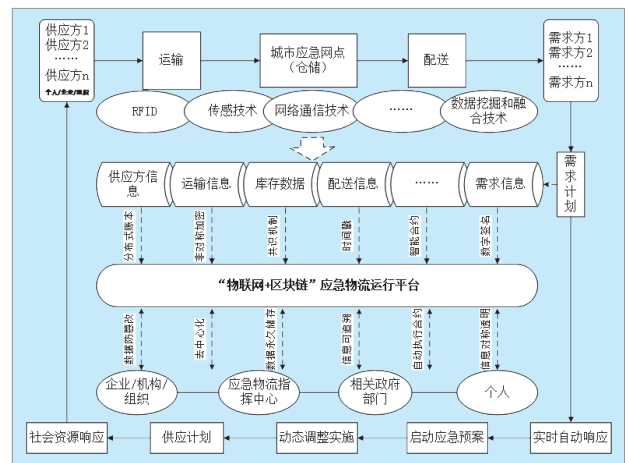 供应方1
供应方2
……
供应方n
个人/企业/组织
运输
城市应急网点
（仓储）
配送
需求方1
需求方2
……
需求方n
RFID
传感技术
网络通信技术
……
数据挖掘和融
合技术
供应方信
息
运输信息
库存数据
配送信息
……
需求信息
需求计划
分布式账本
非对称加密
共识机制
时间戳
智能合约
数字签名
“物联网+区块链”应急物流运行平台
数据防篡改
去中心化
数据永久储存
信息可追溯
自动执行合约
信息对称透明
企业/机构/
组织
应急物流指
挥中心
相关政府
部门
个人
社会资源响应
供应计划
动态调整实施
启动应急预案
实时自动响应